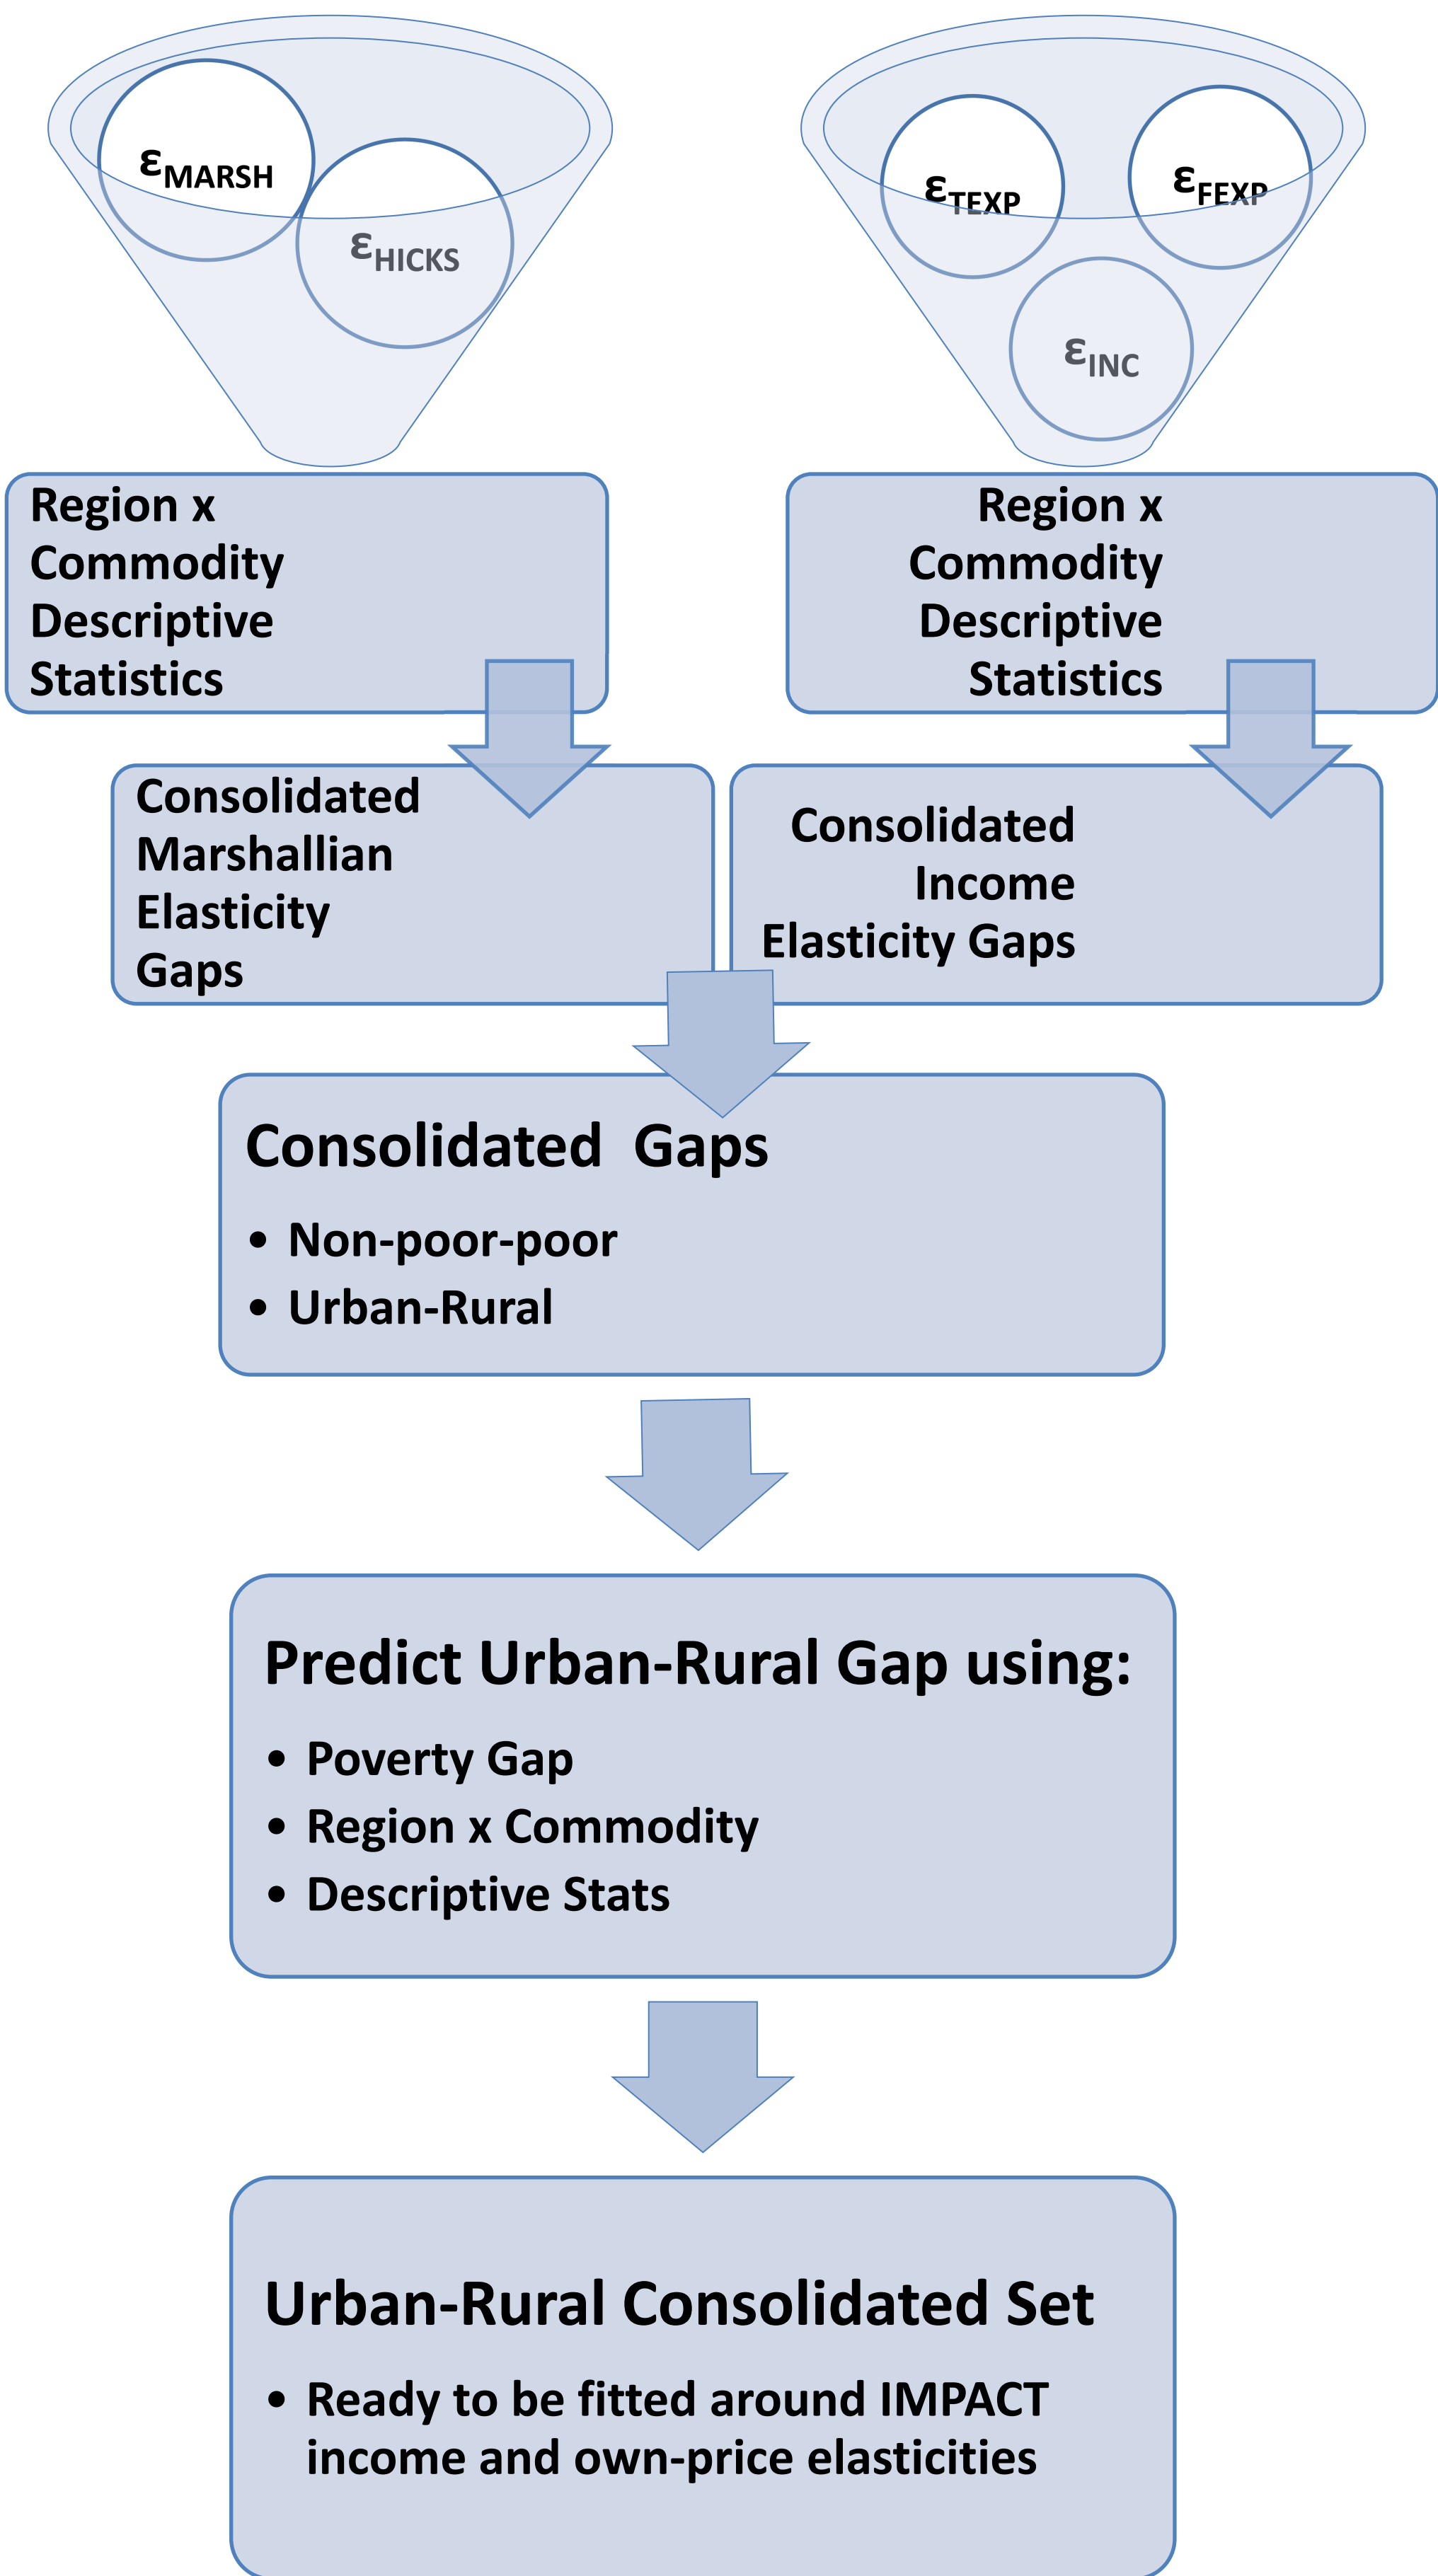 εMARSH
εHICKS
εTEXP
εFEXP
εINC
Region x
Commodity
Descriptive
Statistics
Region x
Commodity
Descriptive
Statistics
Consolidated
Marshallian
Elasticity
Gaps
Consolidated
Income
Elasticity Gaps
Consolidated  Gaps
• Non-poor-poor
• Urban-Rural
Predict Urban-Rural Gap using:
• Poverty Gap
• Region x Commodity
• Descriptive Stats
Urban-Rural Consolidated Set
• Ready to be fitted around IMPACT
income and own-price elasticities